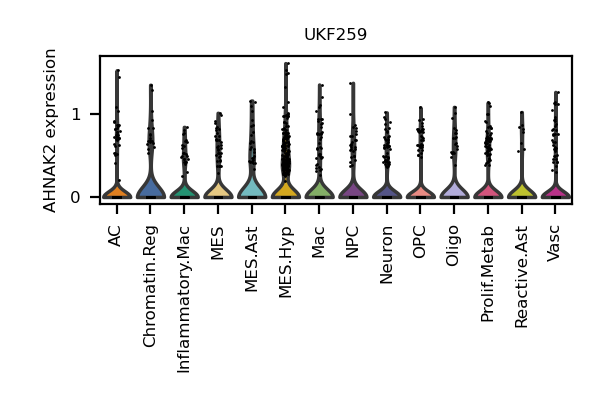 UKF259
AHNAK2 expression
1
0
AC
Chromatin.Reg
Inflammatory.Mac
MES
MES.Ast
MES.Hyp
Mac
NPC
Neuron
OPC
Oligo
Prolif.Metab
Reactive.Ast
Vasc